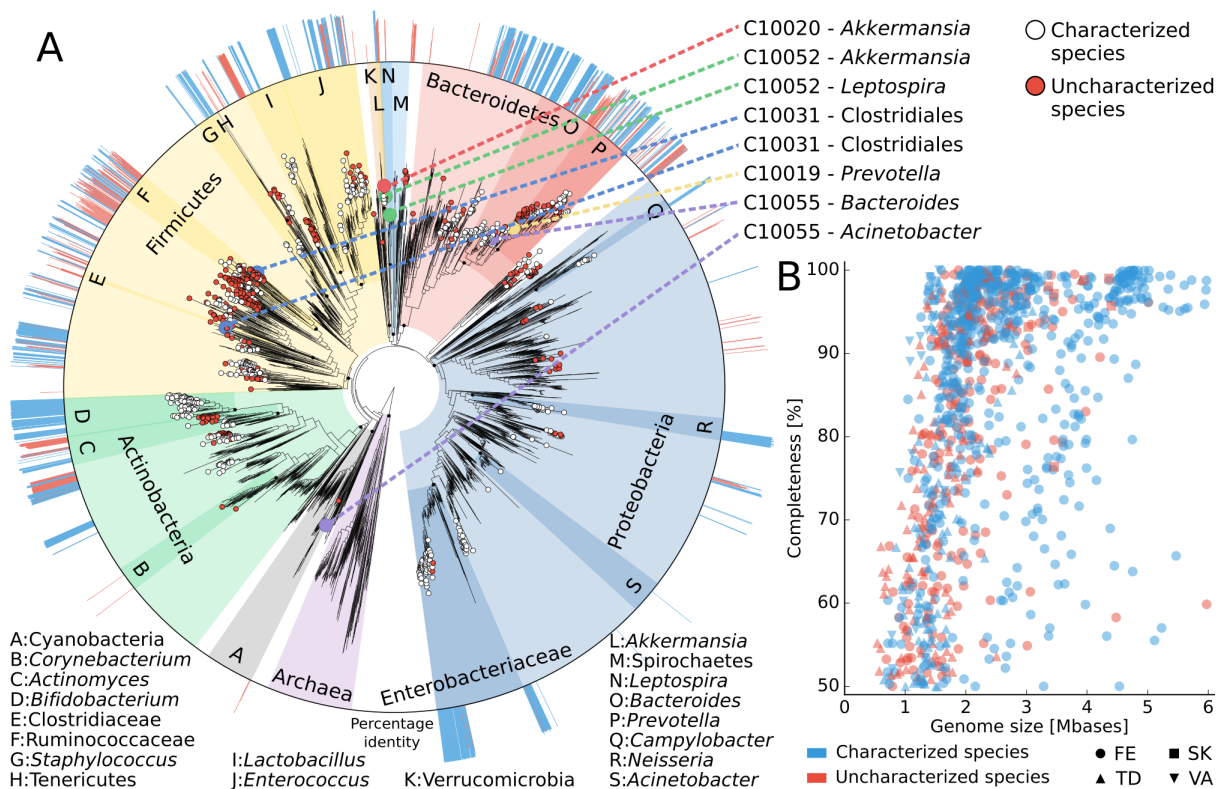 A
C10020 - Akkermansia
C10052 - Akkermansia
C10052 - Leptospira
C10031 - Clostridiales
C10031 - Clostridiales
C10019 - Prevotella
C10055 - Bacteroides
C10055 - Acinetobacter
Characterized
species
Uncharacterized
species
K N
L M
J
I
G H
F
E
D
C
B
A
Bacteroidetes
O
P
Q
R
S
Firmicutes
Actinobacteria
Archaea
Enterobacteriaceae
Proteobacteria
Percentage
identity
A:Cyanobacteria
B:Corynebacterium
C:Actinomyces
D:Bifidobacterium
E:Clostridiaceae
F:Ruminococcaceae
G:Staphylococcus
H:Tenericutes
I:Lactobacillus
J:Enterococcus
K:Verrucomicrobia
L:Akkermansia
M:Spirochaetes
N:Leptospira
O:Bacteroides
P:Prevotella
Q:Campylobacter
R:Neisseria
S:Acinetobacter
B
Completeness [%]
100
90
80
70
60
50
0 1 2 3 4 5 6
Genome size [Mbases]
Characterized species
Uncharacterized species
FE
SK
TD
VA